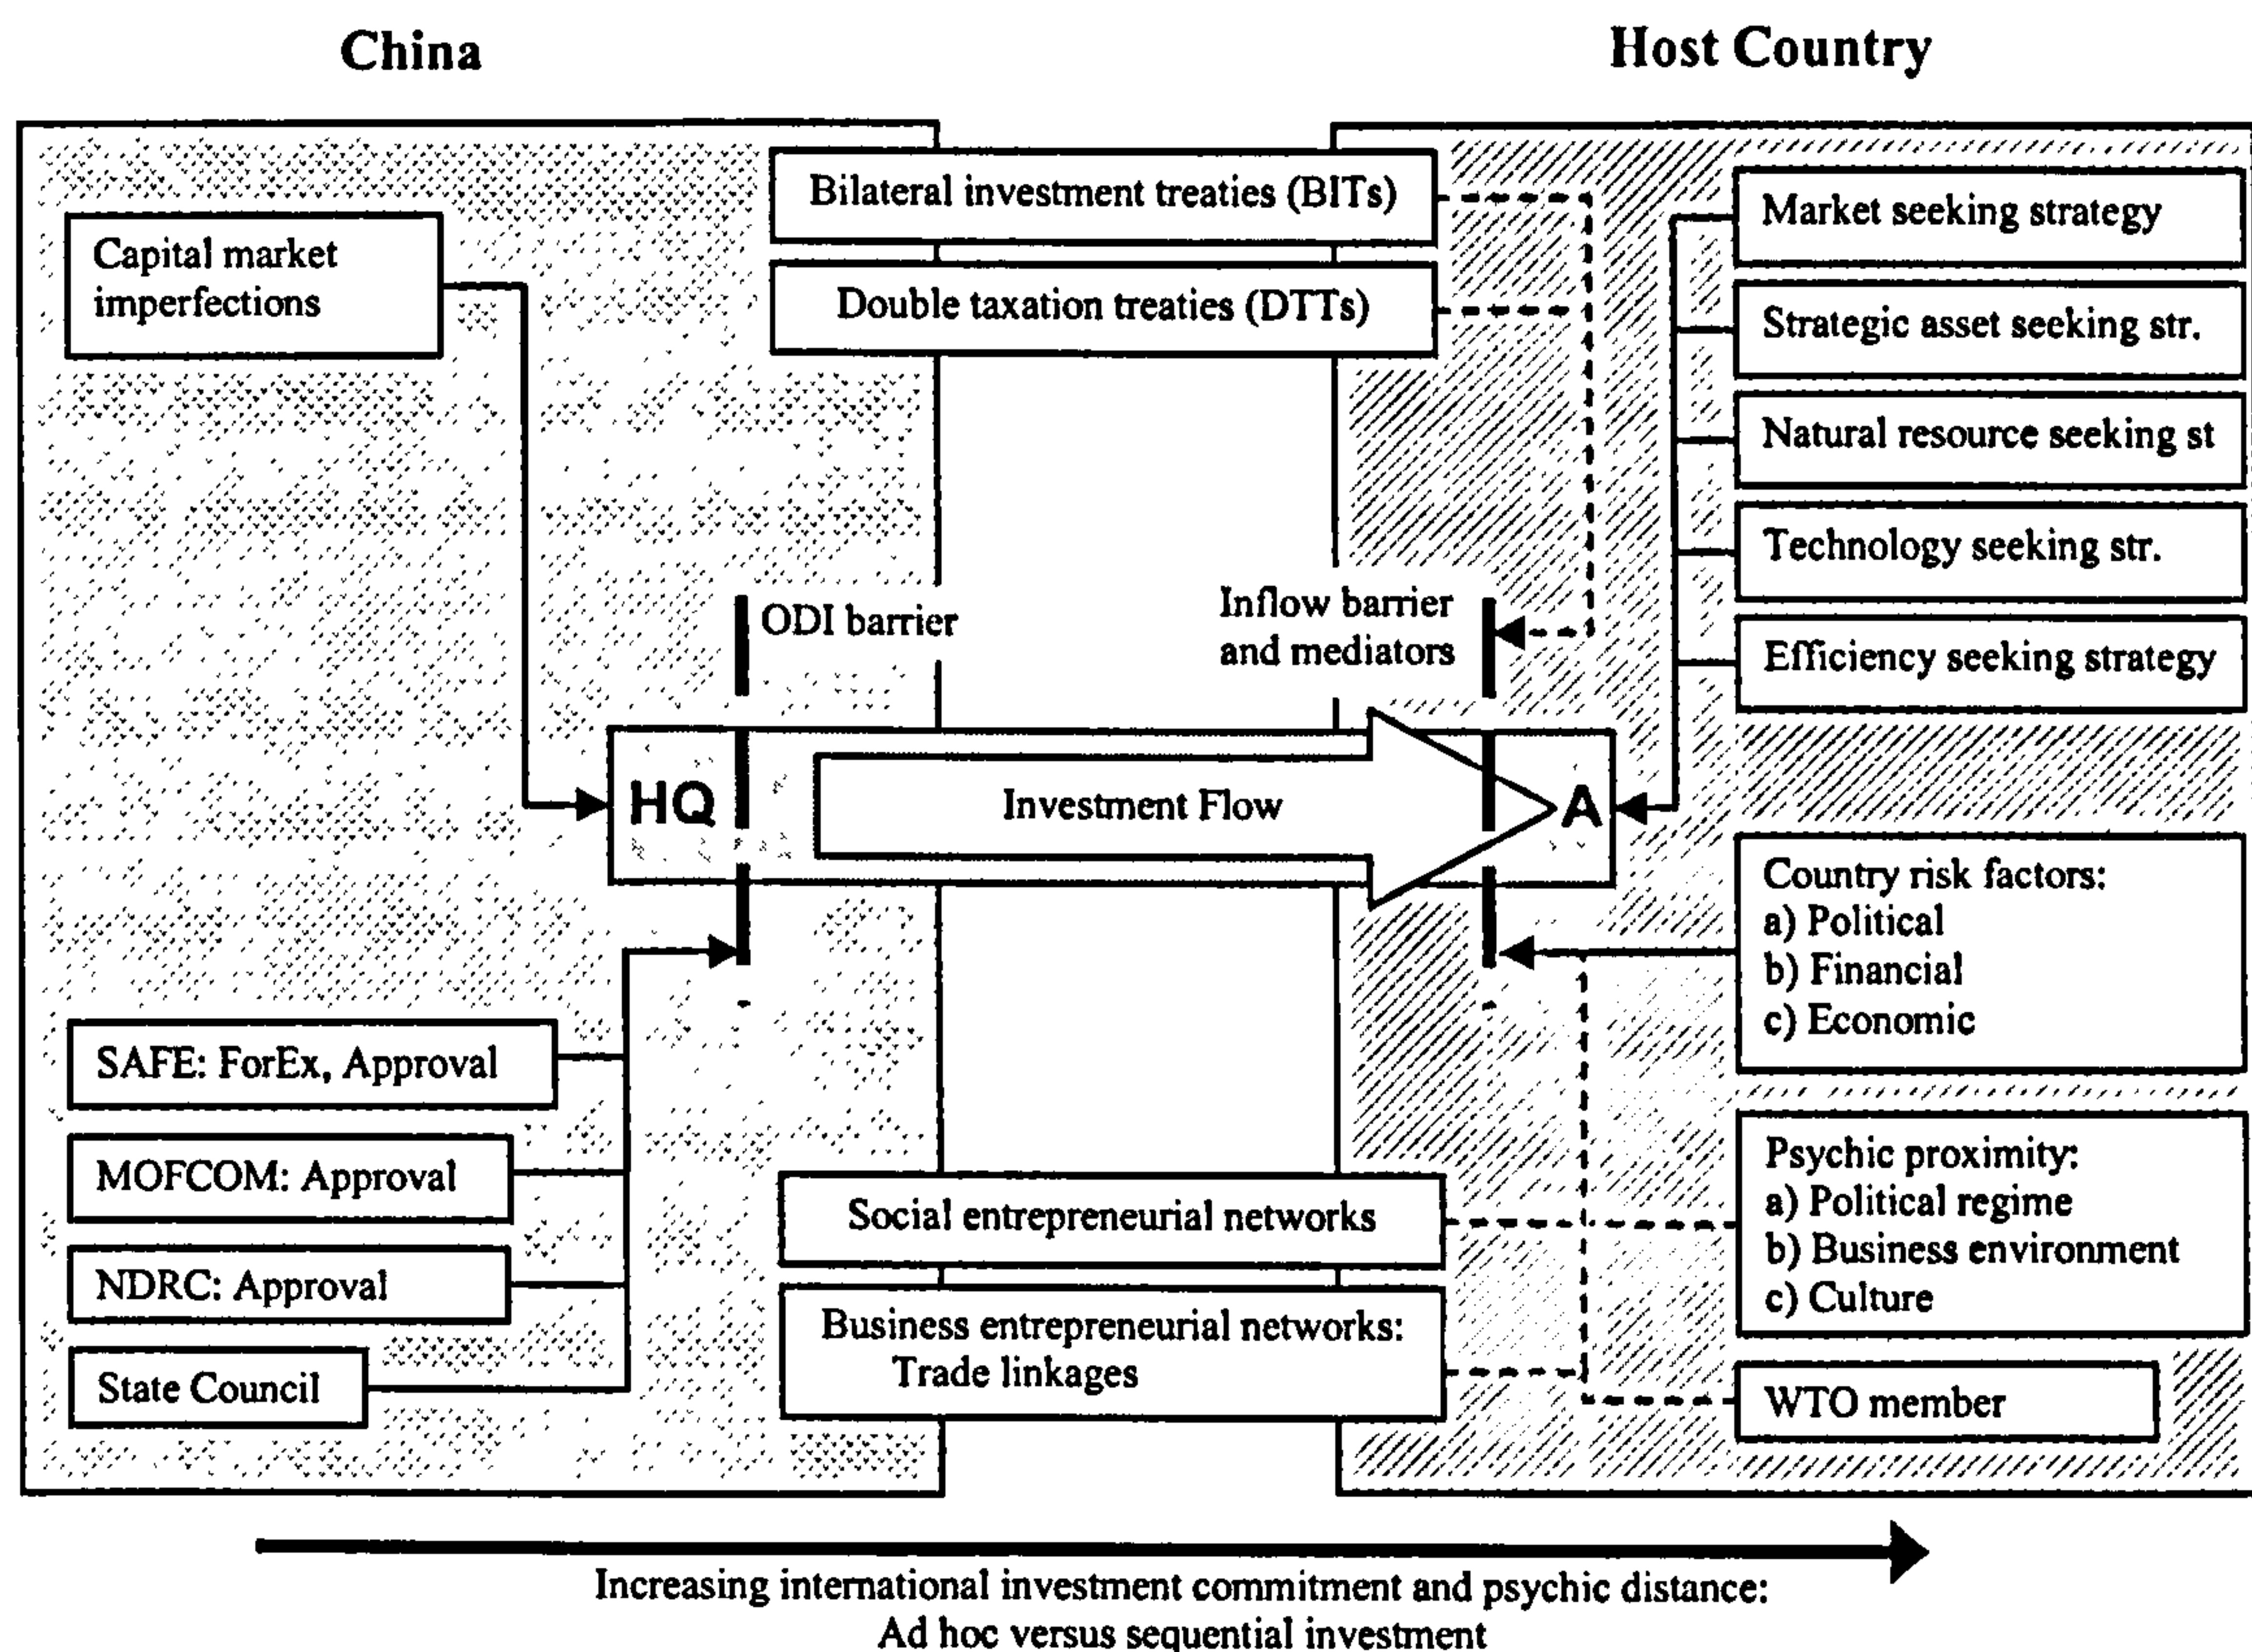 China
Host Country
Bilateral investment treaties (BITs)
Double taxation treaties (DTTs)
Capital market
imperfections
Market seeking strategy
Strategic asset seeking str.
Natural resource seeking st
Technology seeking str.
Efficiency seeking strategy
ODI barrier
Inflow barrier
and mediators
HQ
Investment Flow
A
Country risk factors:
a) Political
b) Financial
c) Economic
SAFE: ForEx, Approval
MOFCOM: Approval
NDRC: Approval
State Council
Social entrepreneurial networks
Business entrepreneurial networks:
Trade linkages
Psychic proximity:
a) Political regime
b) Business environment
c) Culture
WTO member
Increasing international investment commitment and psychic distance:
Ad hoc versus sequential investment